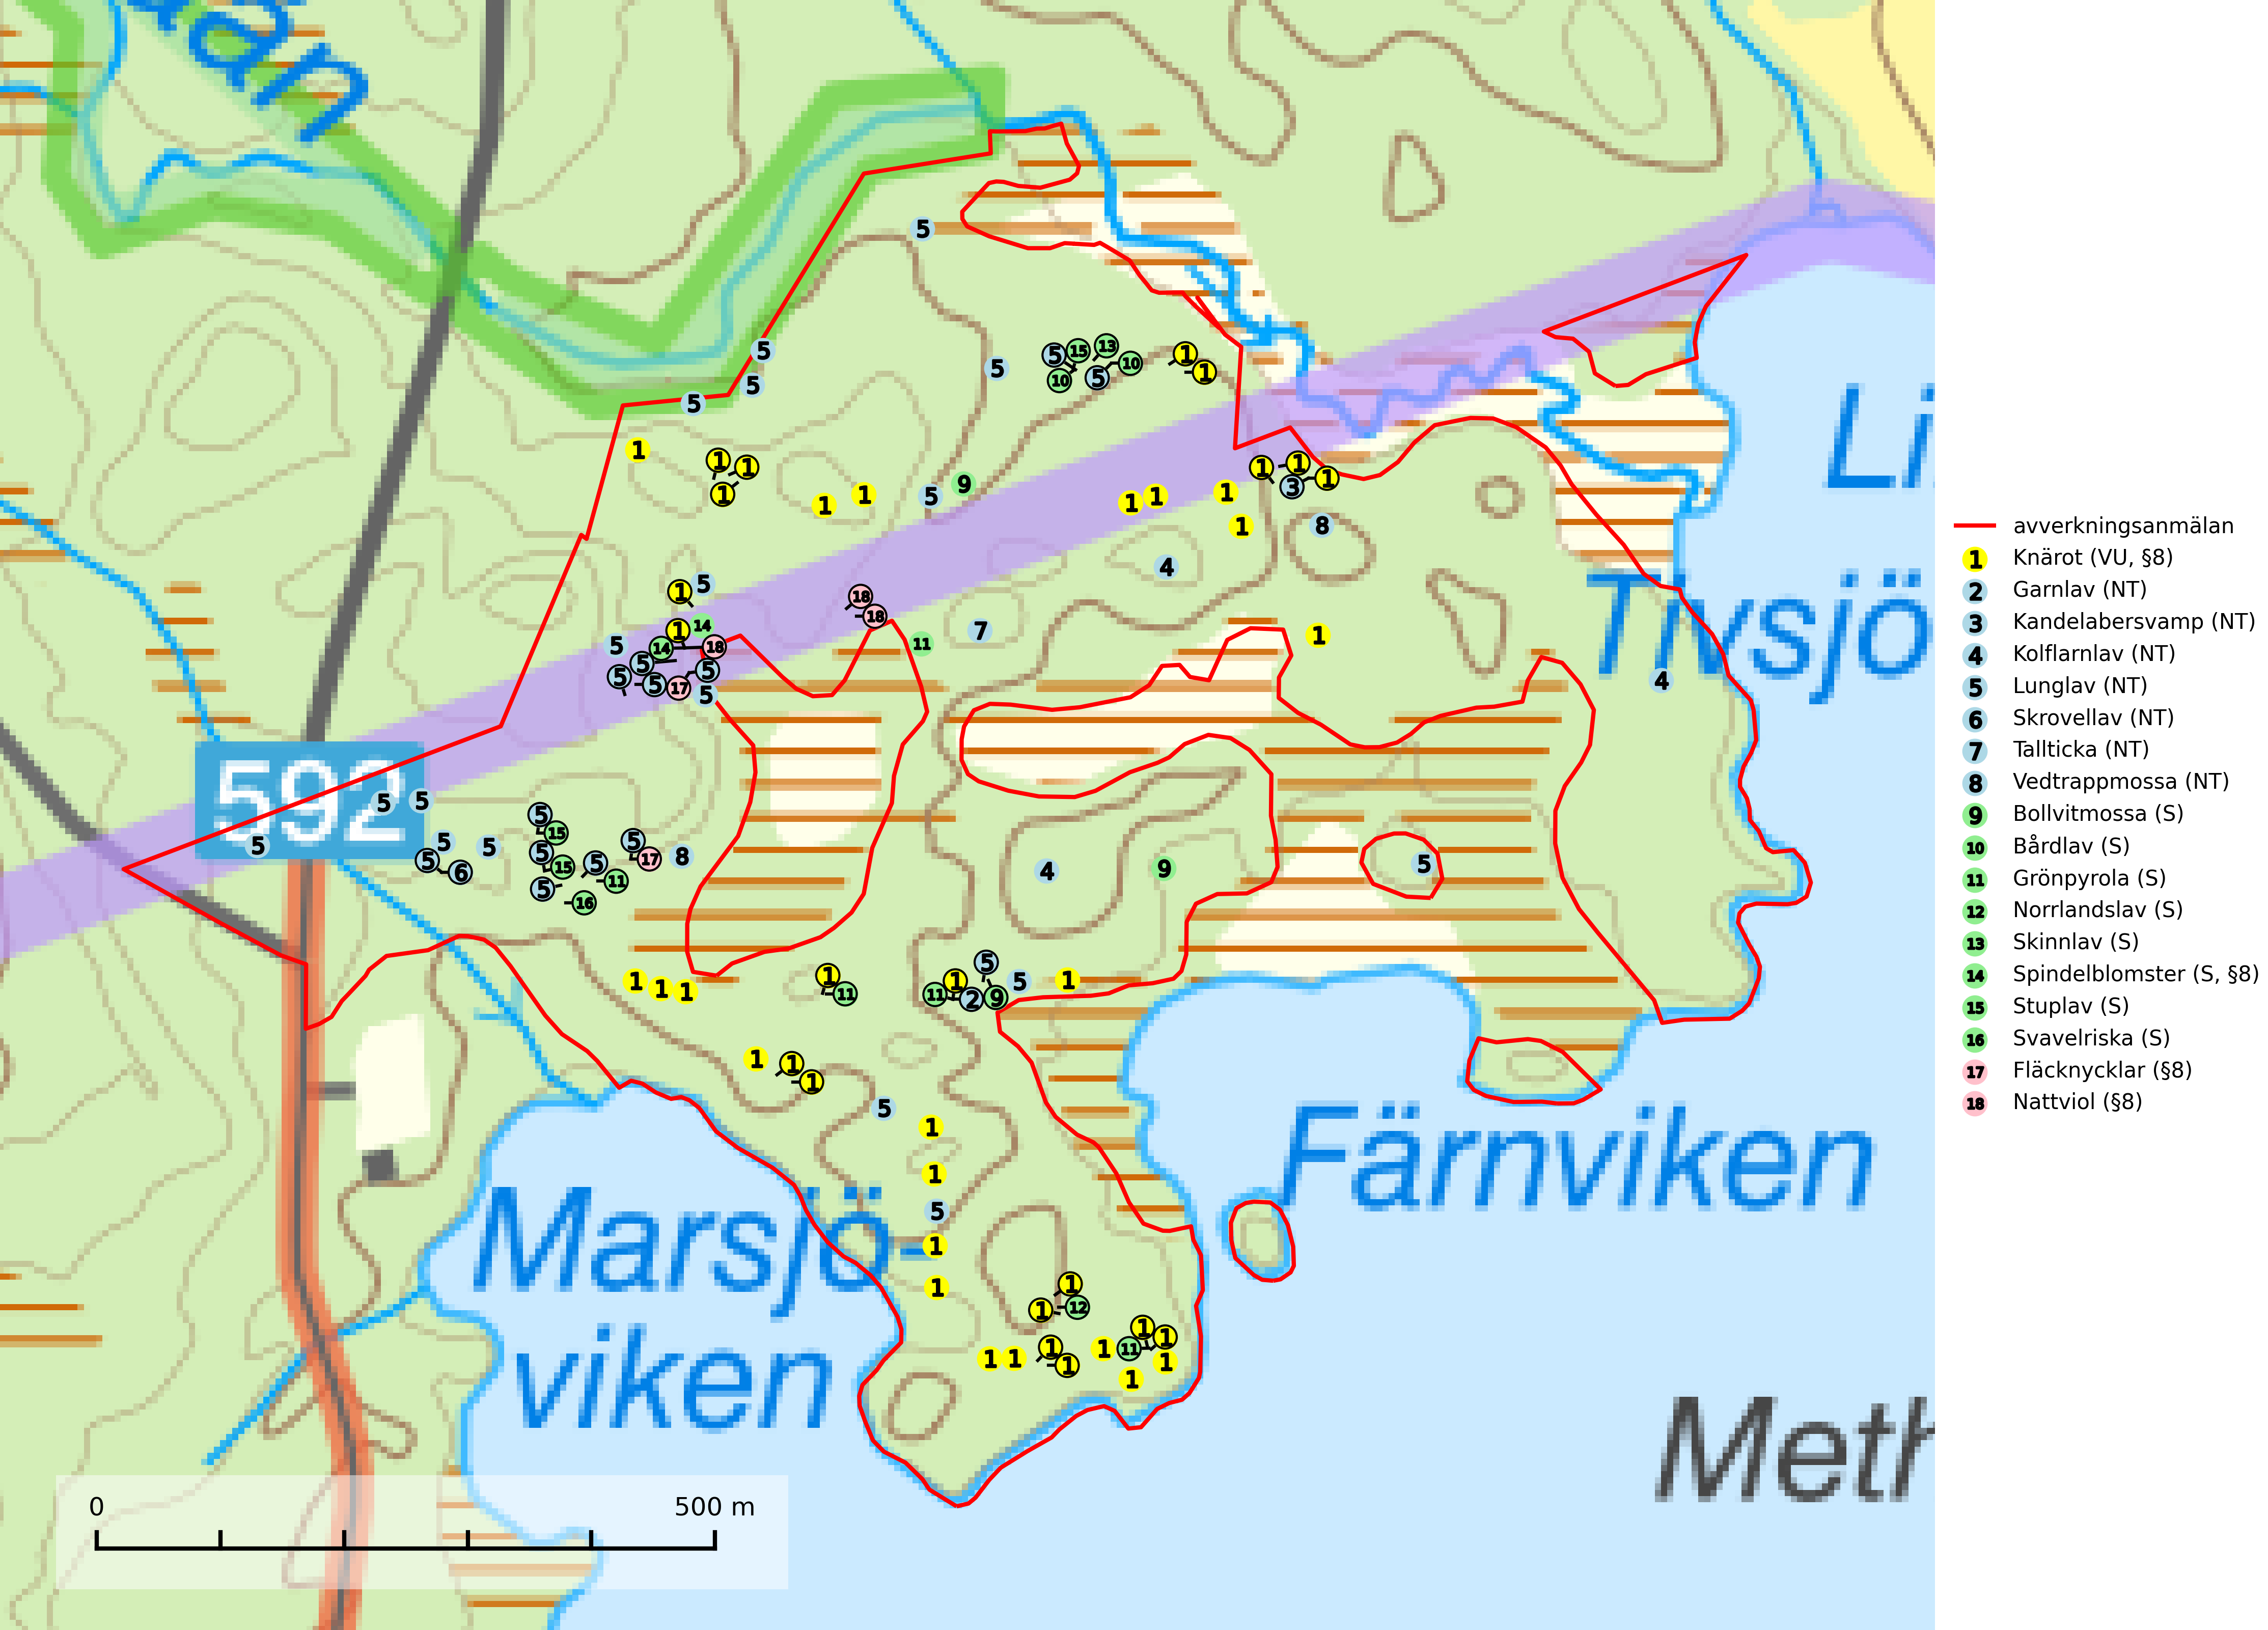 ån
592
Li
Tivsjö
Färnviken
Marsjö-
viken
Meth
0 500 m
avverkningsanmälan
1 Knärot (VU, §8)
2 Garnlav (NT)
3 Kandelabersvamp (NT)
4 Kolflarnlav (NT)
5 Lunglav (NT)
6 Skrovellav (NT)
7 Tallticka (NT)
8 Vedtrappmossa (NT)
9 Bollvitmossa (S)
10 Bårdlav (S)
11 Grönpyrola (S)
12 Norrlandslav (S)
13 Skinnlav (S)
14 Spindelblomster (S, §8)
15 Stuplav (S)
16 Svavelriska (S)
17 Fläcknycklar (§8)
18 Nattviol (§8)